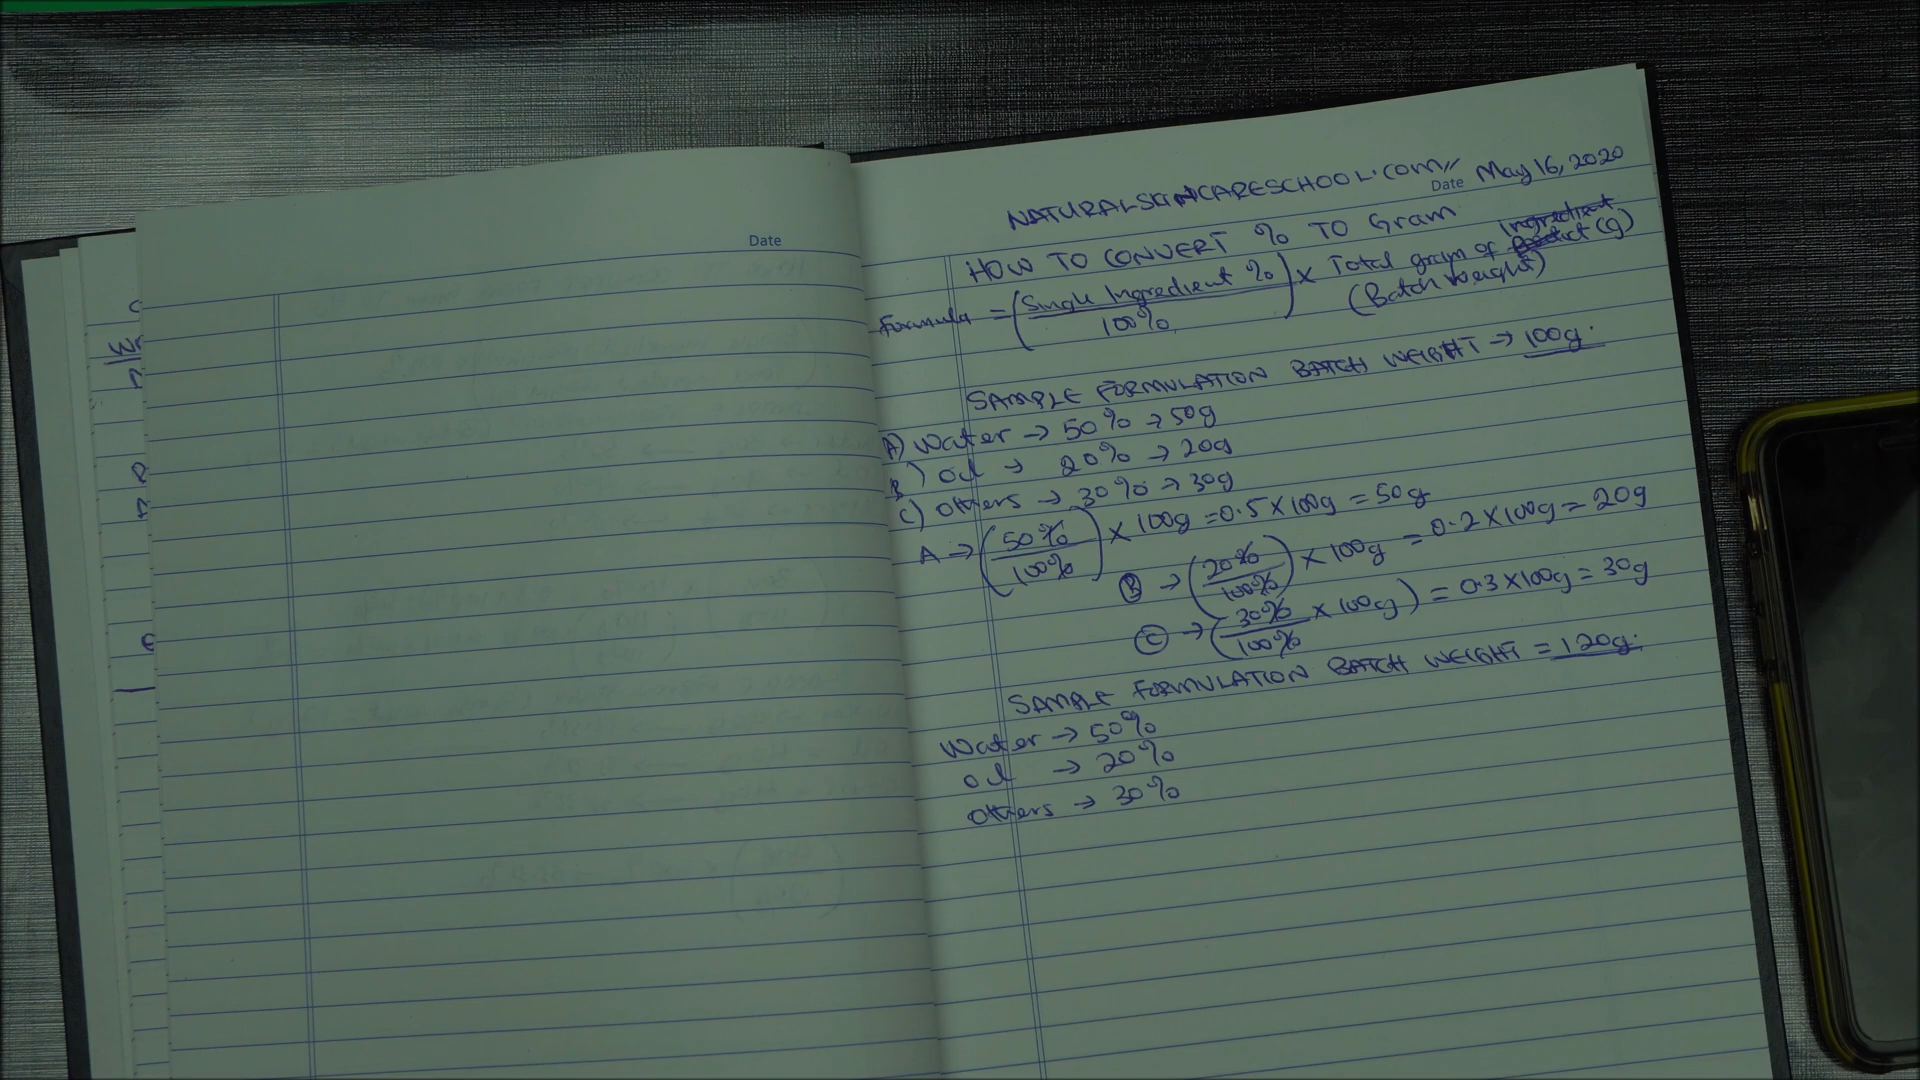 Date
NATURALSKINCARESCHOOL.COM//
Date May 16, 2020
HOW TO CONVERT % TO Gram
Formula = (Single Ingredient % / 100%) × Total gram of Product (g)
Ingredient
(Batch Weight)
SAMPLE FORMULATION BATCH WEIGHT → 100g.
A) Water → 50% → 50g
B) Oil → 20% → 20g
C) Others → 30% → 30g
A → (50% / 100%) × 100g = 0.5 × 100g = 50g
B → (20% / 100%) × 100g = 0.2 × 100g = 20g
C → (30% / 100% × 100g) = 0.3 × 100g = 30g
SAMPLE FORMULATION BATCH WEIGHT = 120g.
Water → 50%
Oil → 20%
Others → 30%